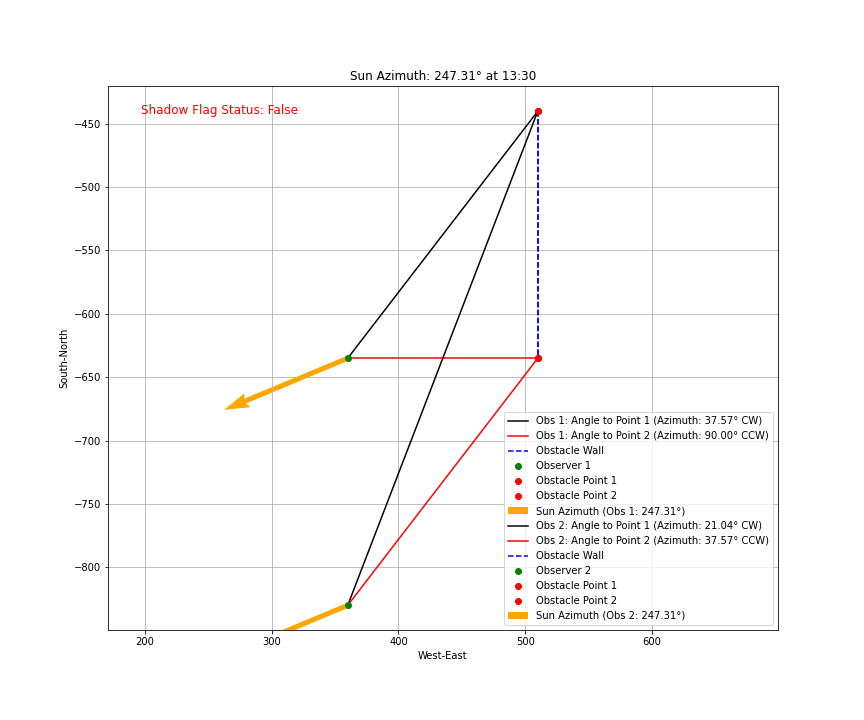 Sun Azimuth: 247.31° at 13:30
Shadow Flag Status: False
−450
−500
−550
−600
−650
−700
−750
−800
South-North
200
300
400
500
600
West-East
Obs 1: Angle to Point 1 (Azimuth: 37.57° CW)
Obs 1: Angle to Point 2 (Azimuth: 90.00° CCW)
Obstacle Wall
Observer 1
Obstacle Point 1
Obstacle Point 2
Sun Azimuth (Obs 1: 247.31°)
Obs 2: Angle to Point 1 (Azimuth: 21.04° CW)
Obs 2: Angle to Point 2 (Azimuth: 37.57° CCW)
Obstacle Wall
Observer 2
Obstacle Point 1
Obstacle Point 2
Sun Azimuth (Obs 2: 247.31°)